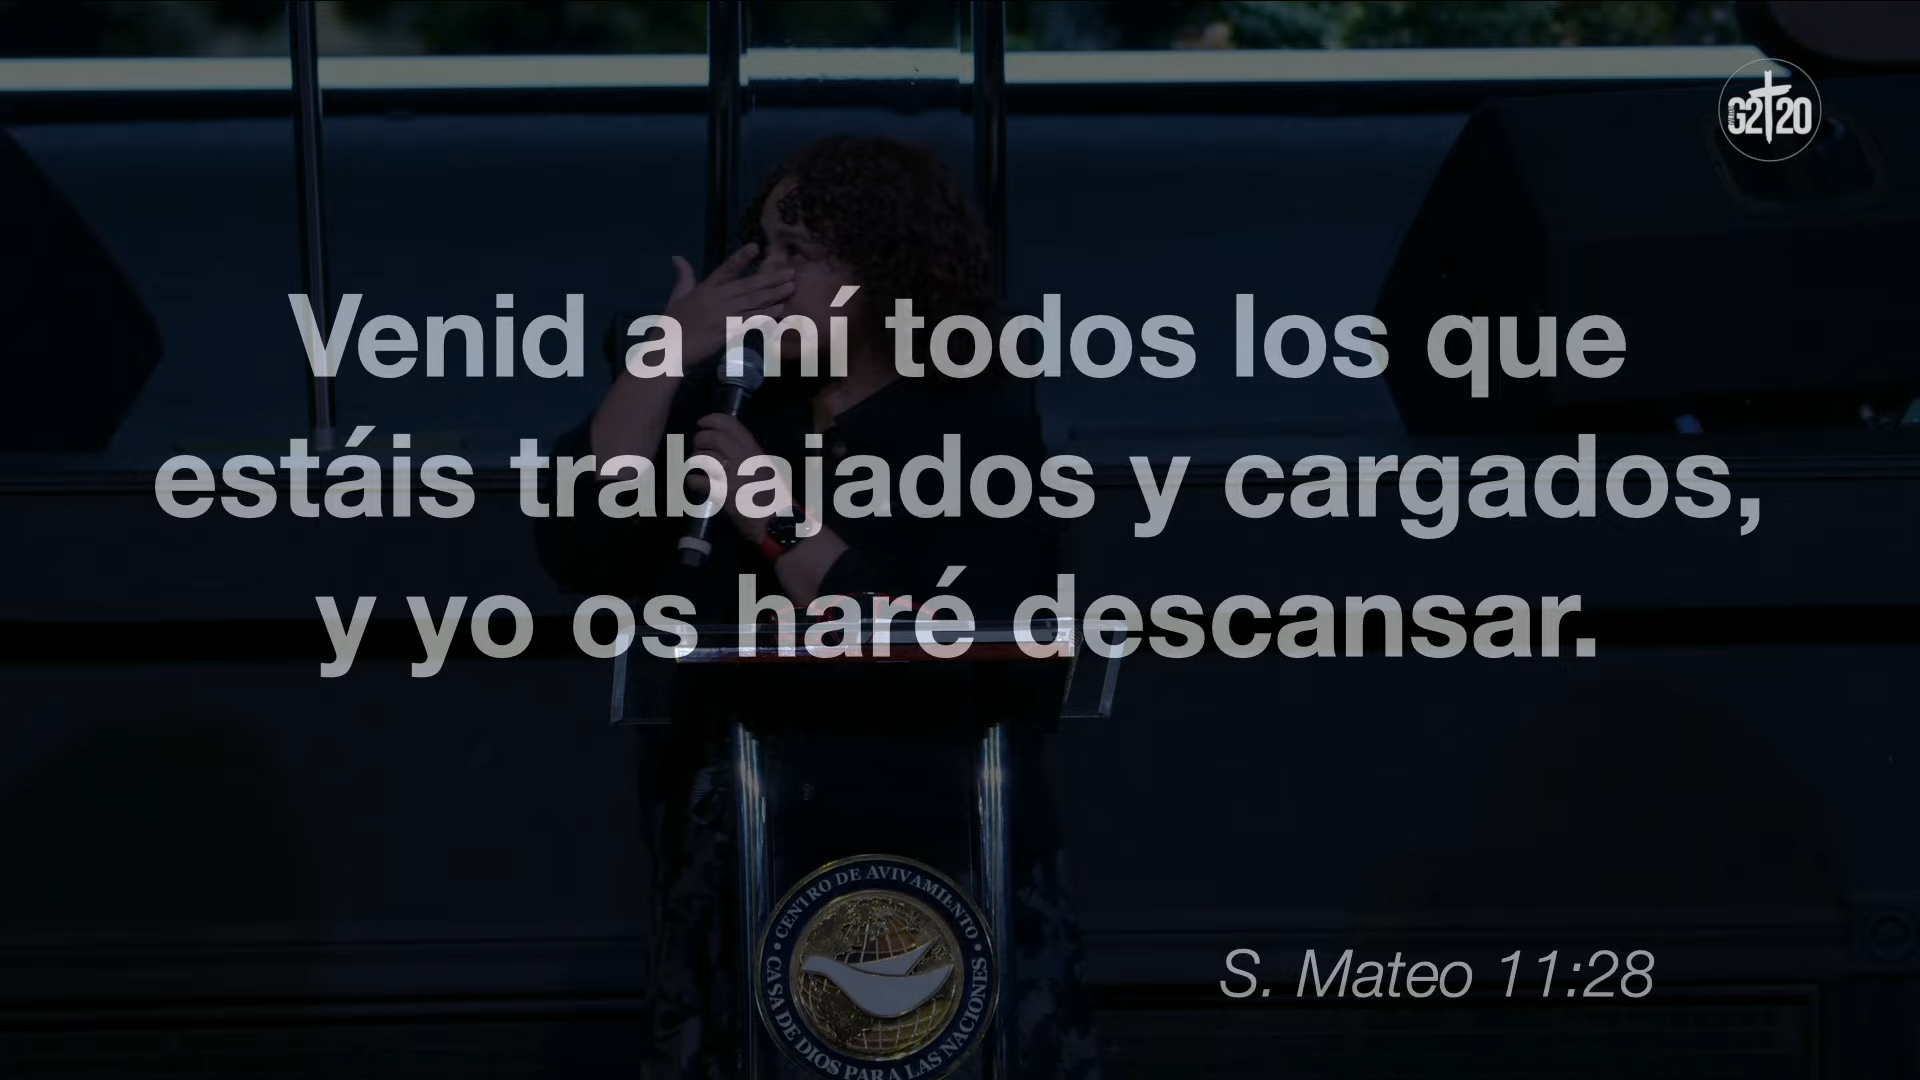 G2 20
Venid a mí todos los que
estáis trabajados y cargados,
y yo os haré descansar.
S. Mateo 11:28
CENTRO DE AVIVAMIENTO
CASA DE DIOS PARA LAS NACIONES